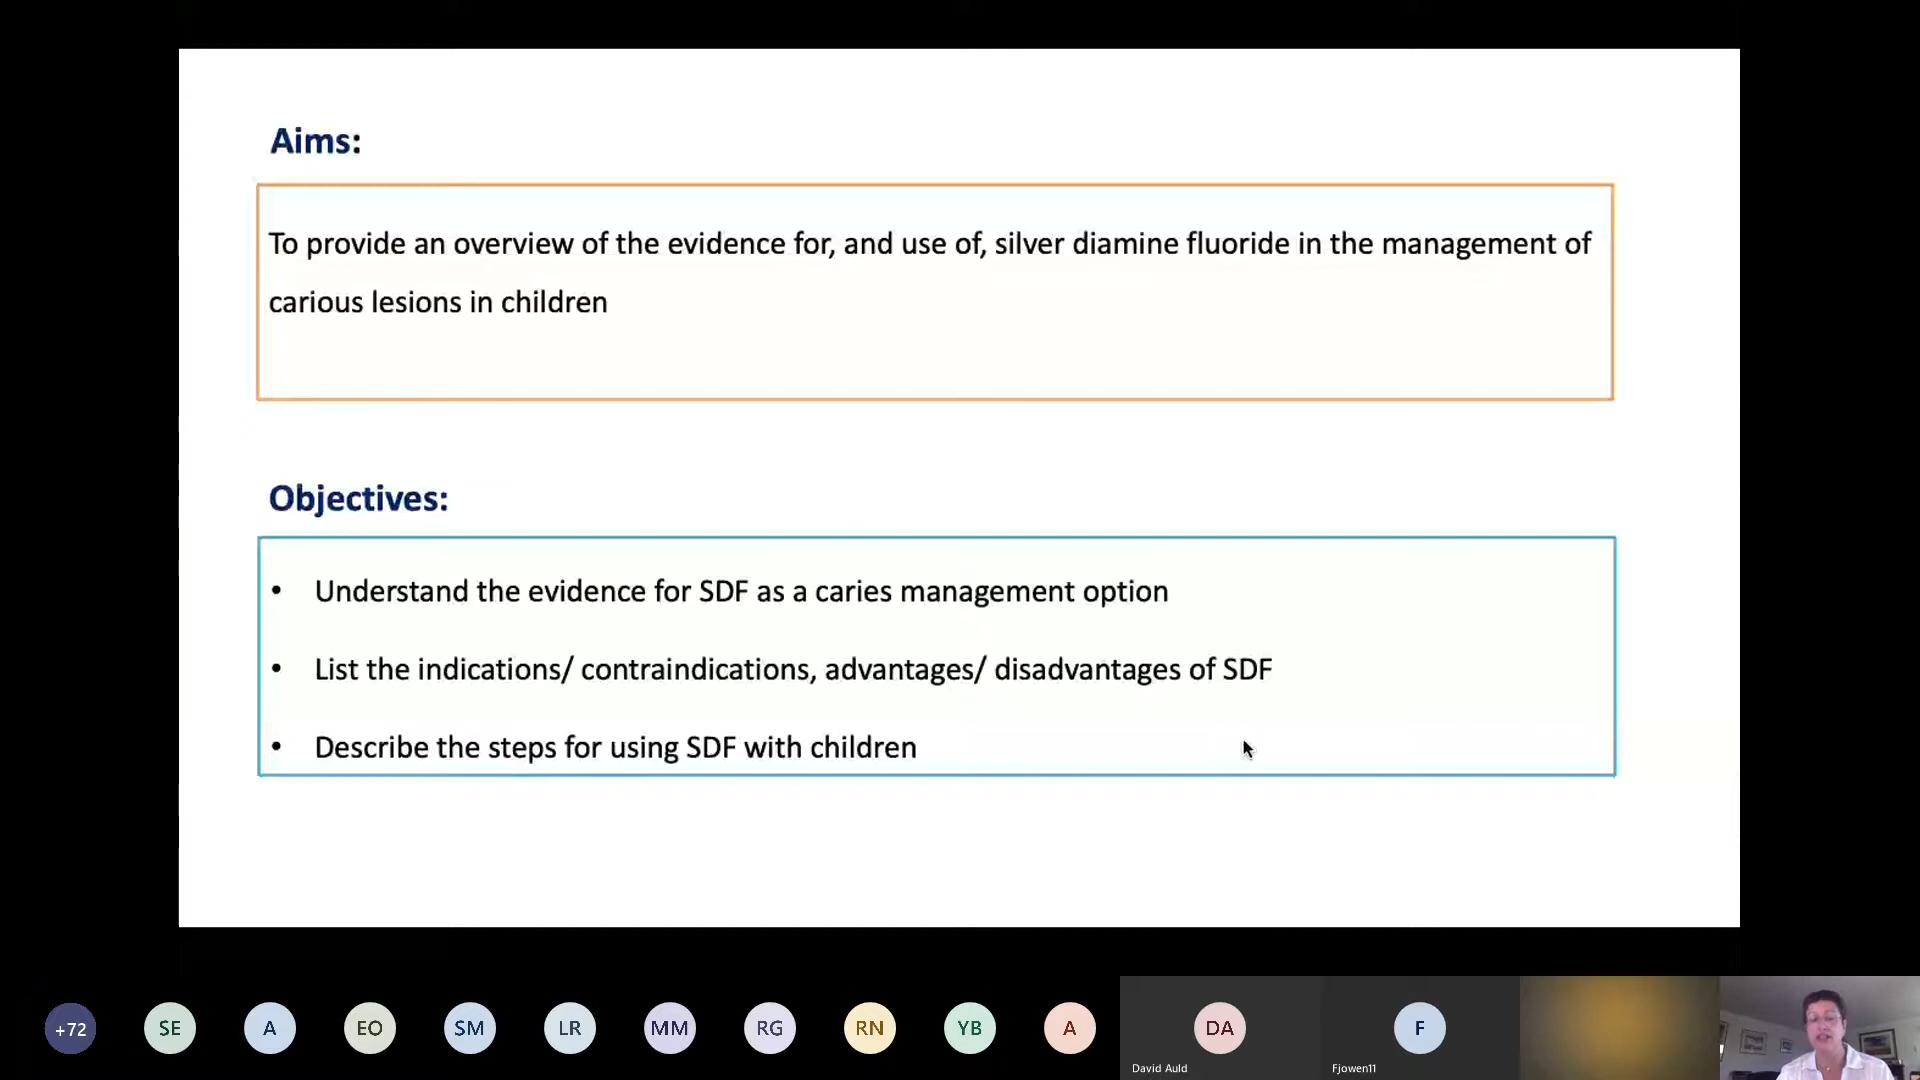 Aims:
To provide an overview of the evidence for, and use of, silver diamine fluoride in the management of
carious lesions in children
Objectives:
• Understand the evidence for SDF as a caries management option
• List the indications/ contraindications, advantages/ disadvantages of SDF
• Describe the steps for using SDF with children
+72 SE A EO SM LR MM RG RN YB A DA F
David Auld Fjowen11